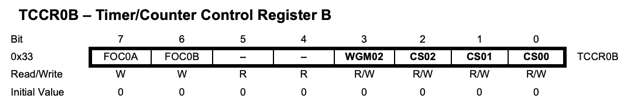 TCCR0B – Timer/Counter Control Register B
Bit 7 6 5 4 3 2 1 0
0x33 FOC0A FOC0B – – WGM02 CS02 CS01 CS00 TCCR0B
Read/Write W W R R R/W R/W R/W R/W
Initial Value 0 0 0 0 0 0 0 0